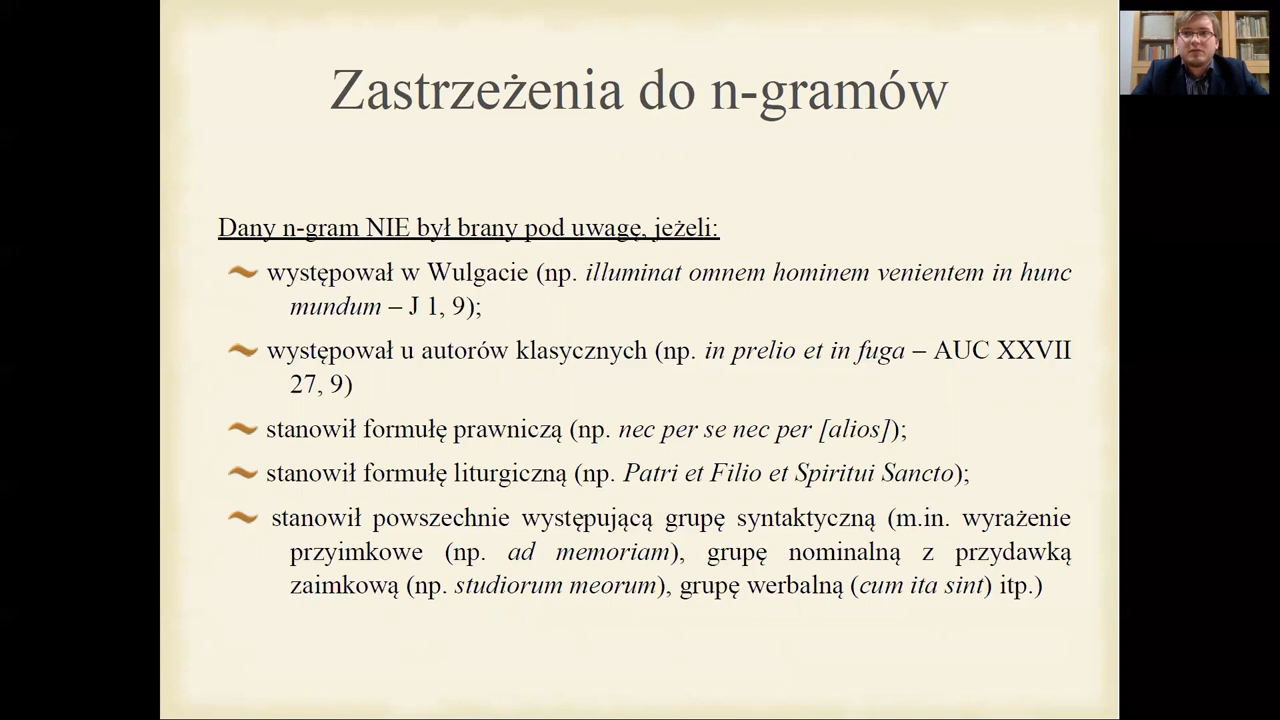 Zastrzeżenia do n-gramów
Dany n-gram NIE był brany pod uwagę, jeżeli:
występował w Wulgacie (np. illuminat omnem hominem venientem in hunc
mundum – J 1, 9);
występował u autorów klasycznych (np. in prelio et in fuga – AUC XXVII
27, 9)
stanowił formułę prawniczą (np. nec per se nec per [alios]);
stanowił formułę liturgiczną (np. Patri et Filio et Spiritui Sancto);
stanowił powszechnie występującą grupę syntaktyczną (m.in. wyrażenie
przyimkowe (np. ad memoriam), grupę nominalną z przydawką
zaimkową (np. studiorum meorum), grupę werbalną (cum ita sint) itp.)